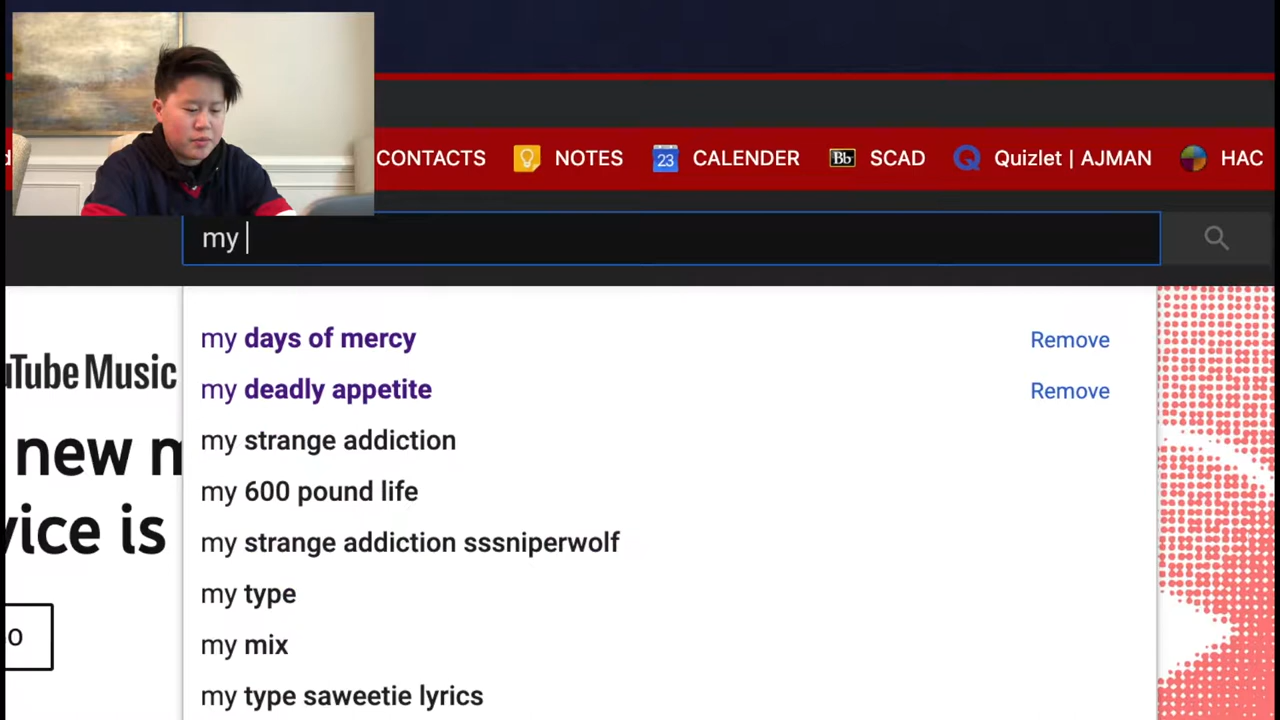 CONTACTS NOTES 23 CALENDER Bb SCAD Quizlet | AJMAN HAC
my
my days of mercy Remove
my deadly appetite Remove
my strange addiction
my 600 pound life
my strange addiction sssniperwolf
my type
my mix
my type saweetie lyrics
uTube Music
new m
vice is